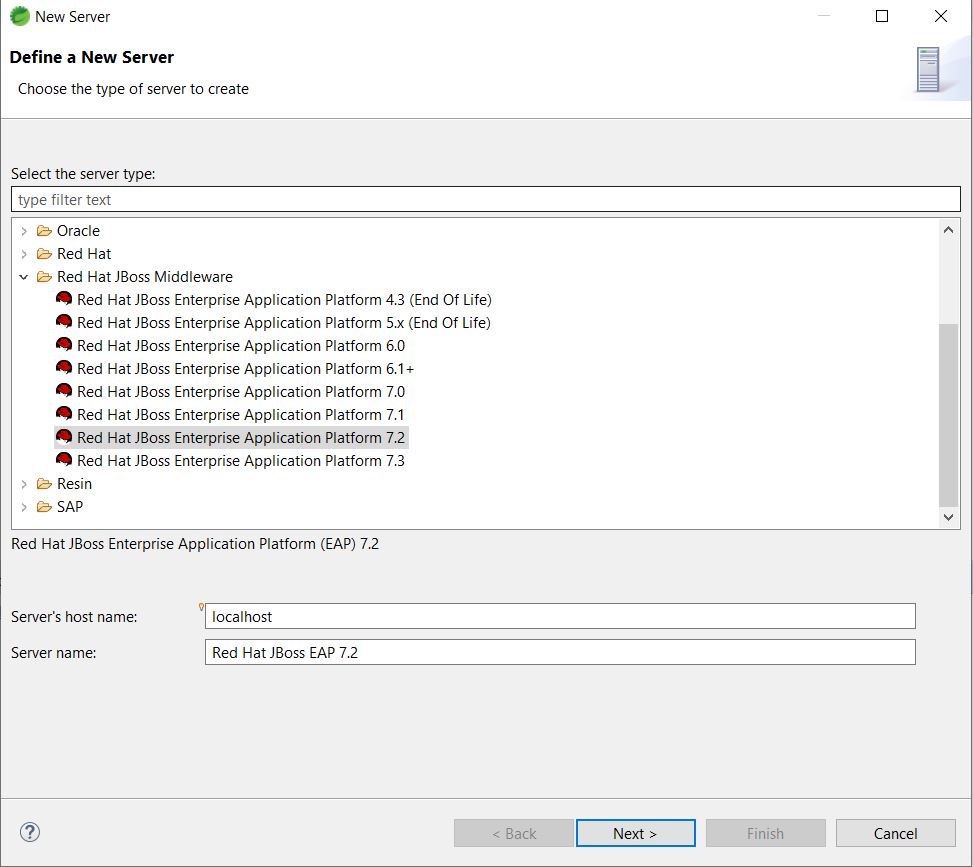 New Server
Define a New Server
Choose the type of server to create
Select the server type:
type filter text
Oracle
Red Hat
Red Hat JBoss Middleware
Red Hat JBoss Enterprise Application Platform 4.3 (End Of Life)
Red Hat JBoss Enterprise Application Platform 5.x (End Of Life)
Red Hat JBoss Enterprise Application Platform 6.0
Red Hat JBoss Enterprise Application Platform 6.1+
Red Hat JBoss Enterprise Application Platform 7.0
Red Hat JBoss Enterprise Application Platform 7.1
Red Hat JBoss Enterprise Application Platform 7.2
Red Hat JBoss Enterprise Application Platform 7.3
Resin
SAP
Red Hat JBoss Enterprise Application Platform (EAP) 7.2
Server's host name: localhost
Server name: Red Hat JBoss EAP 7.2
? < Back Next > Finish Cancel